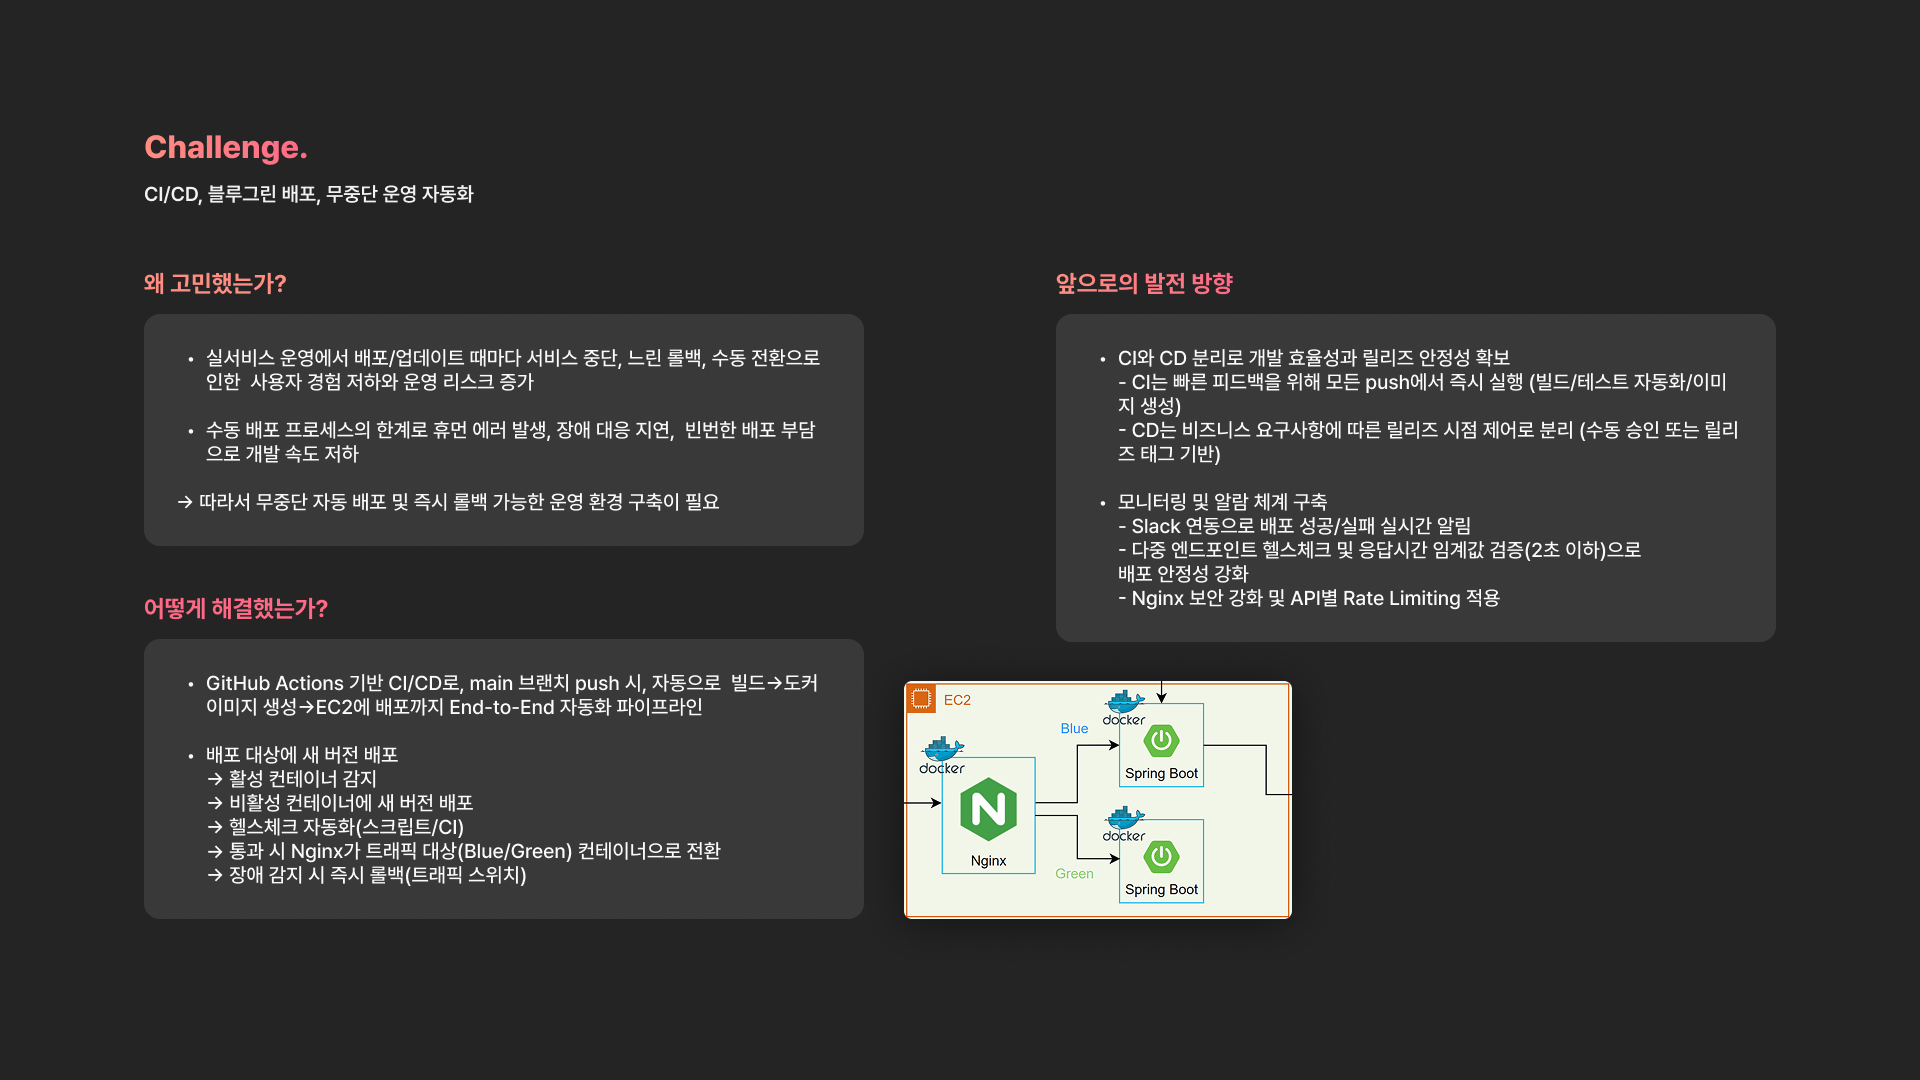 Challenge.
CI/CD, 블루그린 배포, 무중단 운영 자동화
왜 고민했는가?
• 실서비스 운영에서 배포/업데이트 때마다 서비스 중단, 느린 롤백, 수동 전환으로
인한  사용자 경험 저하와 운영 리스크 증가
• 수동 배포 프로세스의 한계로 휴먼 에러 발생, 장애 대응 지연,  빈번한 배포 부담
으로 개발 속도 저하
→ 따라서 무중단 자동 배포 및 즉시 롤백 가능한 운영 환경 구축이 필요
어떻게 해결했는가?
• GitHub Actions 기반 CI/CD로, main 브랜치 push 시, 자동으로  빌드→도커
이미지 생성→EC2에 배포까지 End-to-End 자동화 파이프라인
• 배포 대상에 새 버전 배포
→ 활성 컨테이너 감지
→ 비활성 컨테이너에 새 버전 배포
→ 헬스체크 자동화(스크립트/CI)
→ 통과 시 Nginx가 트래픽 대상(Blue/Green) 컨테이너으로 전환
→ 장애 감지 시 즉시 롤백(트래픽 스위치)
앞으로의 발전 방향
• CI와 CD 분리로 개발 효율성과 릴리즈 안정성 확보
- CI는 빠른 피드백을 위해 모든 push에서 즉시 실행 (빌드/테스트 자동화/이미
지 생성)
- CD는 비즈니스 요구사항에 따른 릴리즈 시점 제어로 분리 (수동 승인 또는 릴리
즈 태그 기반)
• 모니터링 및 알람 체계 구축
- Slack 연동으로 배포 성공/실패 실시간 알림
- 다중 엔드포인트 헬스체크 및 응답시간 임계값 검증(2초 이하)으로
배포 안정성 강화
- Nginx 보안 강화 및 API별 Rate Limiting 적용
EC2
docker
Nginx
Blue
docker
Spring Boot
Green
docker
Spring Boot